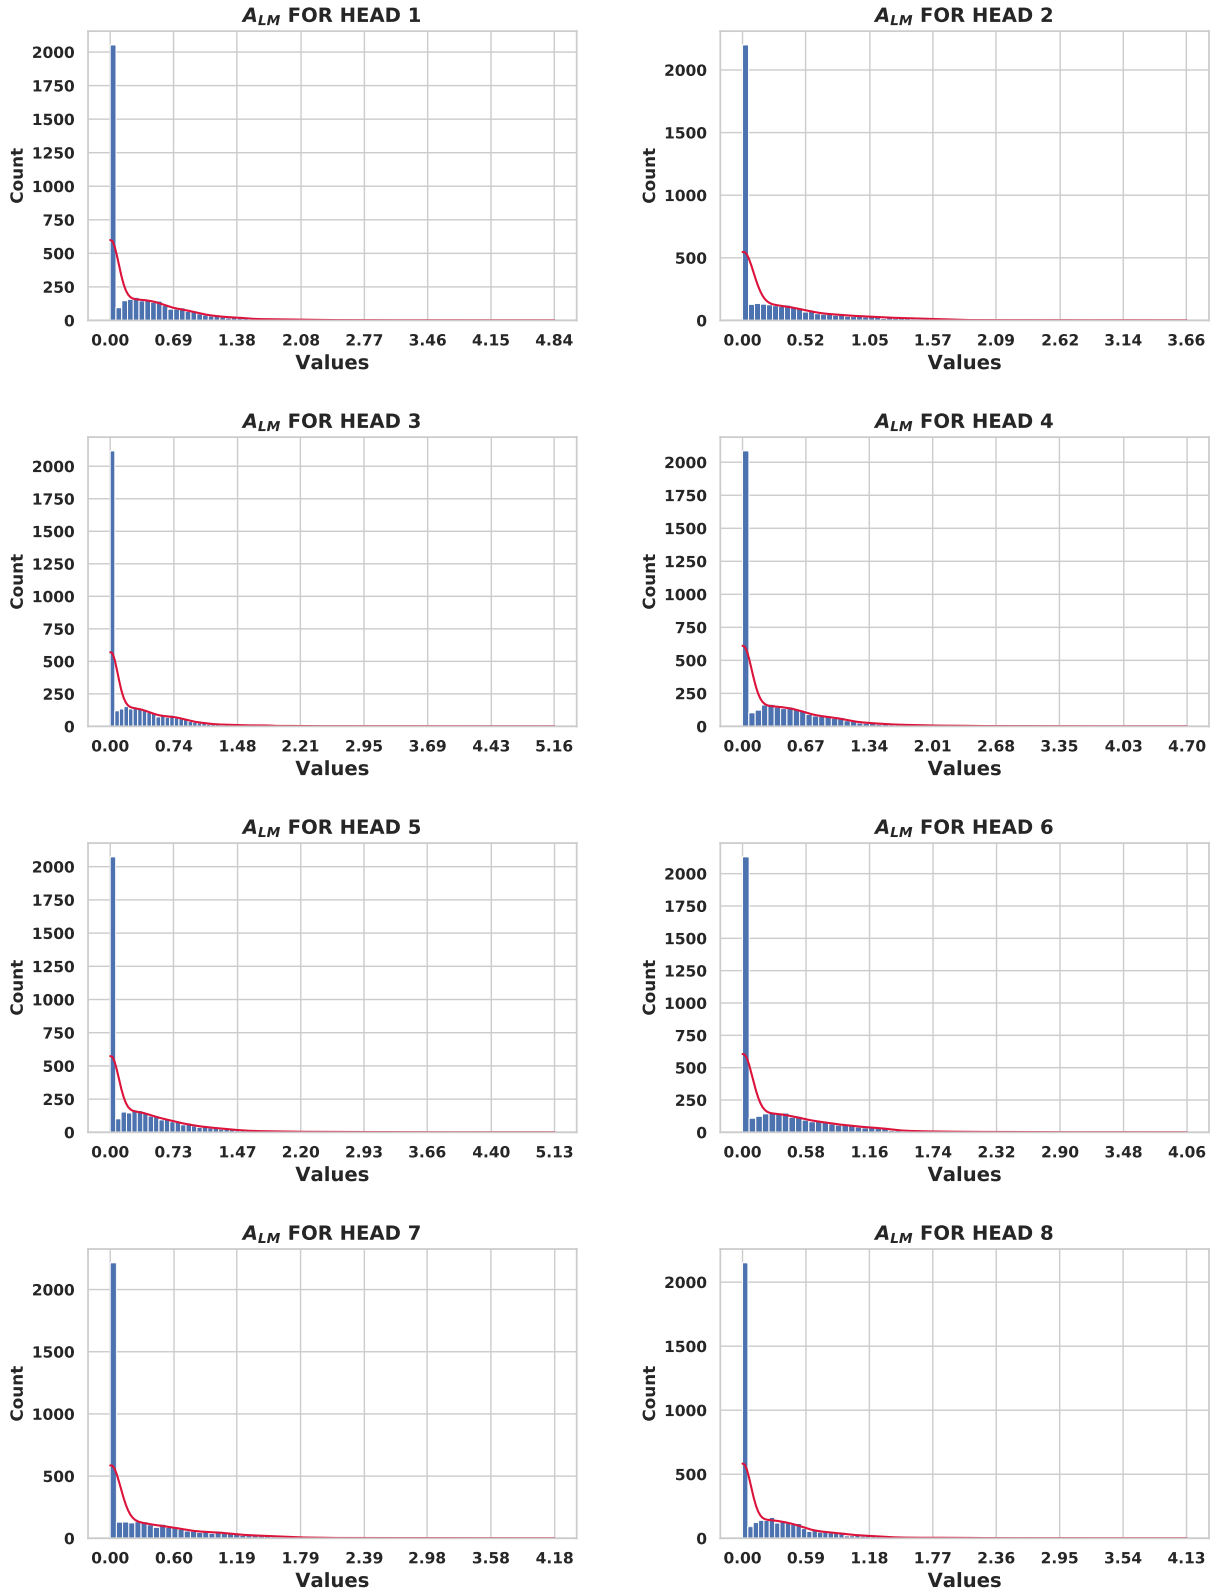 A_LM FOR HEAD 1
2000
1750
1500
1250
1000
750
500
250
0
Count
0.00 0.69 1.38 2.08 2.77 3.46 4.15 4.84
Values
A_LM FOR HEAD 2
2000
1500
1000
500
0
Count
0.00 0.52 1.05 1.57 2.09 2.62 3.14 3.66
Values
A_LM FOR HEAD 3
2000
1750
1500
1250
1000
750
500
250
0
Count
0.00 0.74 1.48 2.21 2.95 3.69 4.43 5.16
Values
A_LM FOR HEAD 4
2000
1750
1500
1250
1000
750
500
250
0
Count
0.00 0.67 1.34 2.01 2.68 3.35 4.03 4.70
Values
A_LM FOR HEAD 5
2000
1750
1500
1250
1000
750
500
250
0
Count
0.00 0.73 1.47 2.20 2.93 3.66 4.40 5.13
Values
A_LM FOR HEAD 6
2000
1750
1500
1250
1000
750
500
250
0
Count
0.00 0.58 1.16 1.74 2.32 2.90 3.48 4.06
Values
A_LM FOR HEAD 7
2000
1500
1000
500
0
Count
0.00 0.60 1.19 1.79 2.39 2.98 3.58 4.18
Values
A_LM FOR HEAD 8
2000
1500
1000
500
0
Count
0.00 0.59 1.18 1.77 2.36 2.95 3.54 4.13
Values